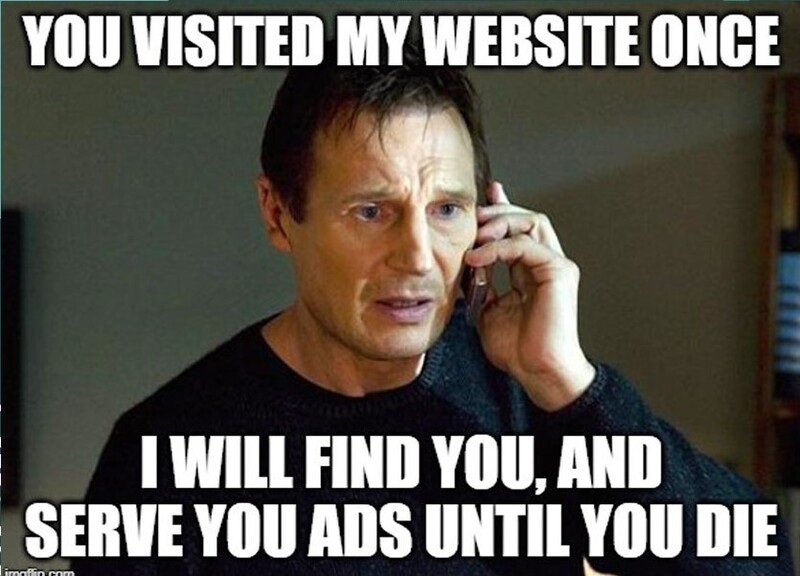 YOU VISITED MY WEBSITE ONCE
I WILL FIND YOU, AND
SERVE YOU ADS UNTIL YOU DIE
imgflip.com